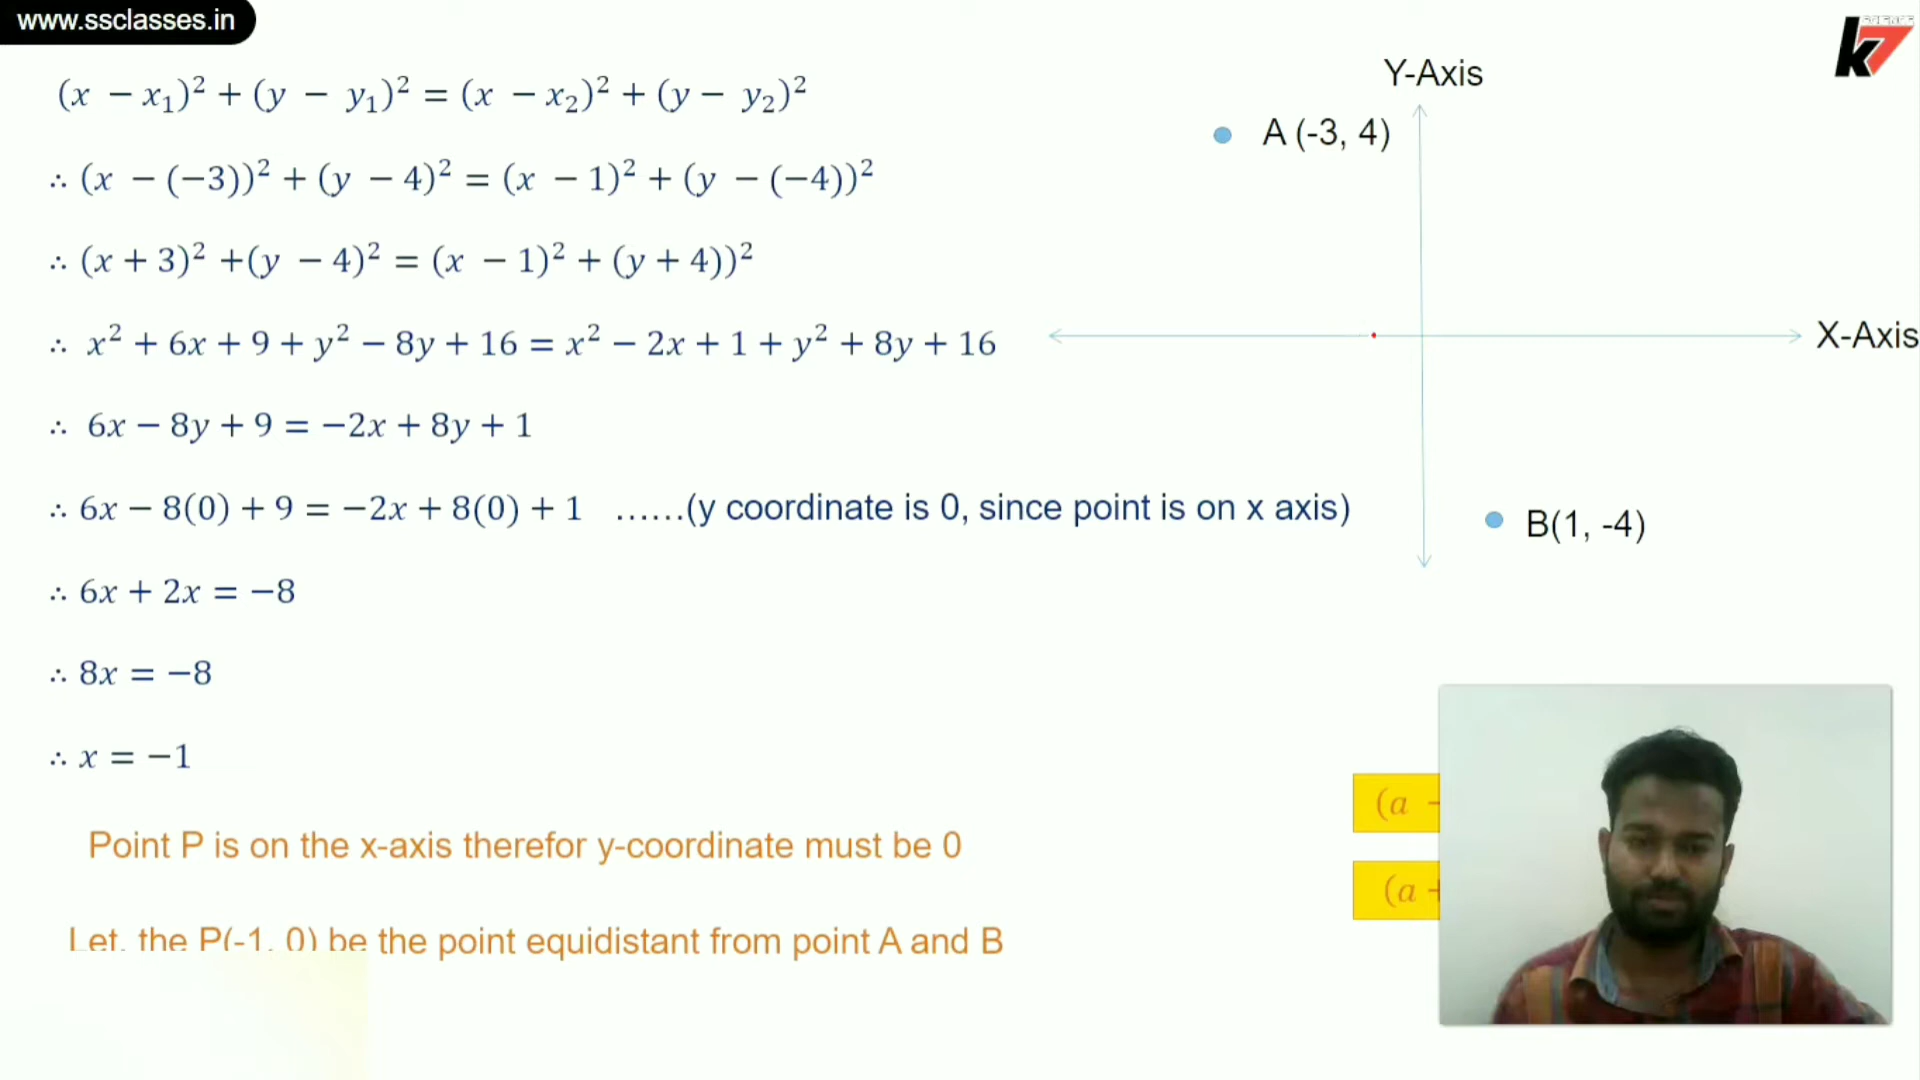 www.ssclasses.in
SCIENCE
k7
(x − x₁)² + (y − y₁)² = (x − x₂)² + (y − y₂)²
∴ (x − (−3))² + (y − 4)² = (x − 1)² + (y − (−4))²
∴ (x + 3)² +(y − 4)² = (x − 1)² + (y + 4))²
∴ x² + 6x + 9 + y² − 8y + 16 = x² − 2x + 1 + y² + 8y + 16
∴ 6x − 8y + 9 = −2x + 8y + 1
∴ 6x − 8(0) + 9 = −2x + 8(0) + 1 ……(y coordinate is 0, since point is on x axis)
∴ 6x + 2x = −8
∴ 8x = −8
∴ x = −1
Point P is on the x-axis therefor y-coordinate must be 0
Let, the P(-1, 0) be the point equidistant from point A and B
Y-Axis
A (-3, 4)
X-Axis
B(1, -4)
(a −
(a +